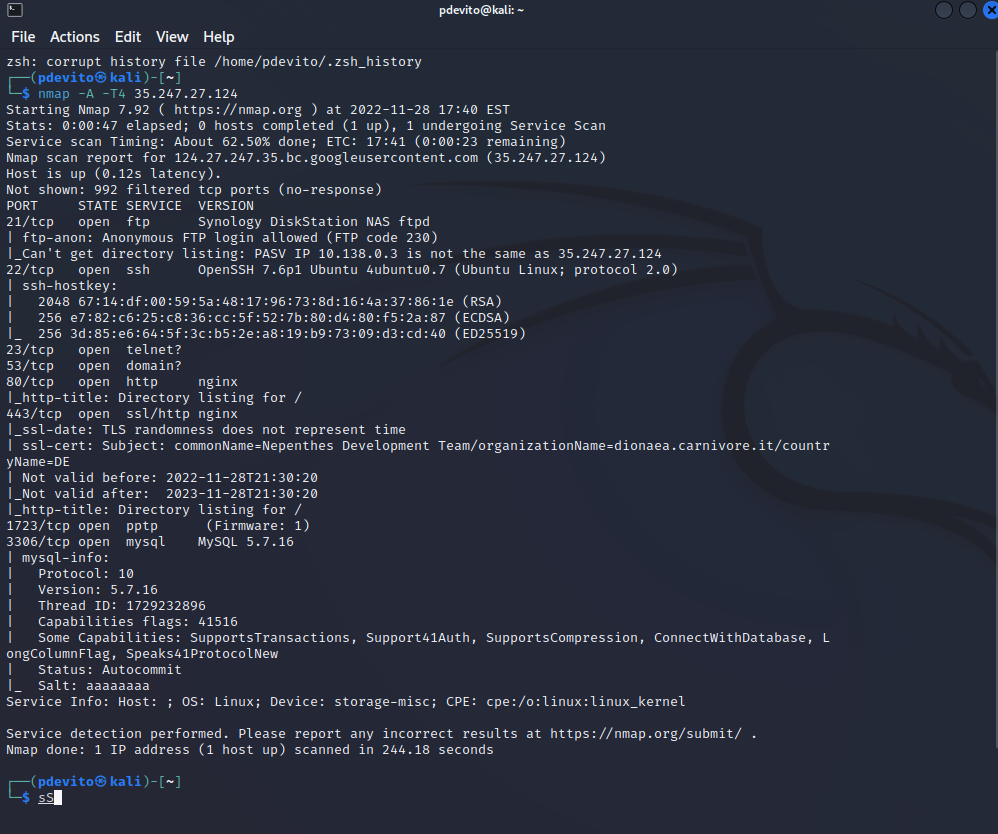 pdevito@kali: ~
File Actions Edit View Help
zsh: corrupt history file /home/pdevito/.zsh_history
┌──(pdevito㉿kali)-[~]
└─$ nmap -A -T4 35.247.27.124
Starting Nmap 7.92 ( https://nmap.org ) at 2022-11-28 17:40 EST
Stats: 0:00:47 elapsed; 0 hosts completed (1 up), 1 undergoing Service Scan
Service scan Timing: About 62.50% done; ETC: 17:41 (0:00:23 remaining)
Nmap scan report for 124.27.247.35.bc.googleusercontent.com (35.247.27.124)
Host is up (0.12s latency).
Not shown: 992 filtered tcp ports (no-response)
PORT     STATE SERVICE  VERSION
21/tcp   open  ftp      Synology DiskStation NAS ftpd
| ftp-anon: Anonymous FTP login allowed (FTP code 230)
|_Can't get directory listing: PASV IP 10.138.0.3 is not the same as 35.247.27.124
22/tcp   open  ssh      OpenSSH 7.6p1 Ubuntu 4ubuntu0.7 (Ubuntu Linux; protocol 2.0)
| ssh-hostkey:
|   2048 67:14:df:00:59:5a:48:17:96:73:8d:16:4a:37:86:1e (RSA)
|   256 e7:82:c6:25:c8:36:cc:5f:52:7b:80:d4:80:f5:2a:87 (ECDSA)
|_  256 3d:85:e6:64:5f:3c:b5:2e:a8:19:b9:73:09:d3:cd:40 (ED25519)
23/tcp   open  telnet?
53/tcp   open  domain?
80/tcp   open  http     nginx
|_http-title: Directory listing for /
443/tcp  open  ssl/http nginx
|_ssl-date: TLS randomness does not represent time
| ssl-cert: Subject: commonName=Nepenthes Development Team/organizationName=dionaea.carnivore.it/countr
yName=DE
| Not valid before: 2022-11-28T21:30:20
|_Not valid after:  2023-11-28T21:30:20
|_http-title: Directory listing for /
1723/tcp open  pptp      (Firmware: 1)
3306/tcp open  mysql    MySQL 5.7.16
| mysql-info:
|   Protocol: 10
|   Version: 5.7.16
|   Thread ID: 1729232896
|   Capabilities flags: 41516
|   Some Capabilities: SupportsTransactions, Support41Auth, SupportsCompression, ConnectWithDatabase, L
ongColumnFlag, Speaks41ProtocolNew
|   Status: Autocommit
|_  Salt: aaaaaaaa
Service Info: Host: ; OS: Linux; Device: storage-misc; CPE: cpe:/o:linux:linux_kernel
Service detection performed. Please report any incorrect results at https://nmap.org/submit/ .
Nmap done: 1 IP address (1 host up) scanned in 244.18 seconds
┌──(pdevito㉿kali)-[~]
└─$ sS